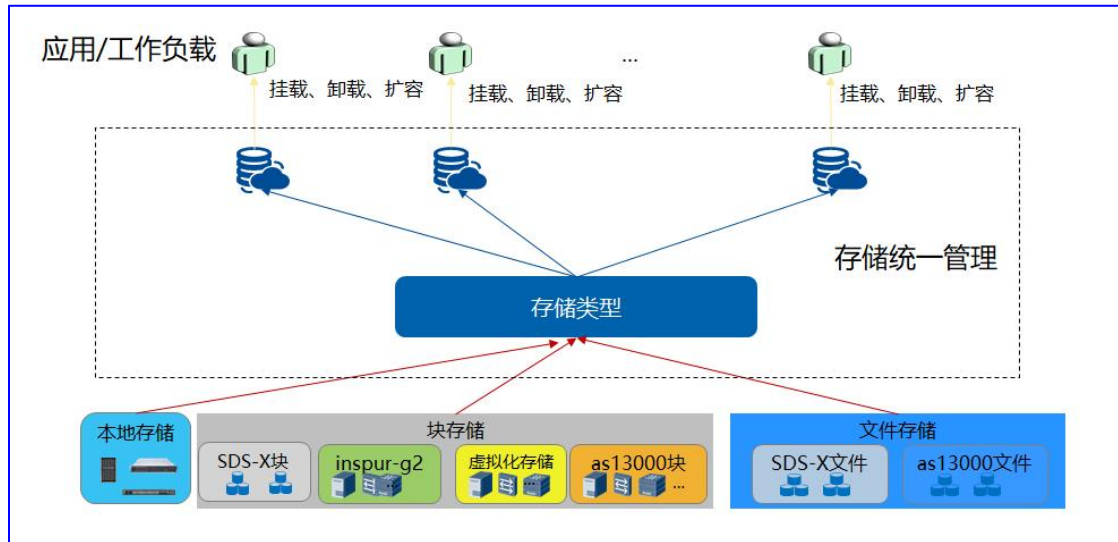 应用/工作负载
...
挂载、卸载、扩容
挂载、卸载、扩容
挂载、卸载、扩容
存储统一管理
存储类型
本地存储
块存储
文件存储
SDS-X块
inspur-g2
虚拟化存储
as13000块
...
SDS-X文件
as13000文件